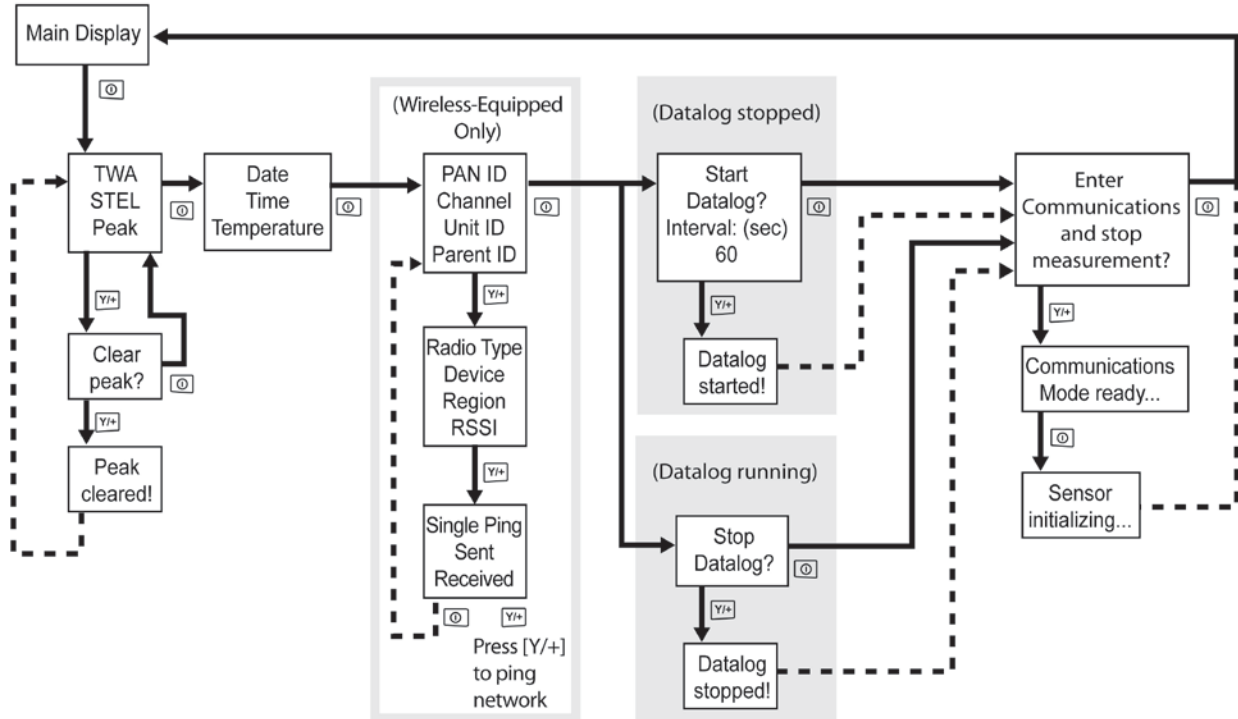 Main Display
TWA
STEL
Peak
Y/+
Clear
peak?
Y/+
Peak
cleared!
Date
Time
Temperature
(Wireless-Equipped
Only)
PAN ID
Channel
Unit ID
Parent ID
Y/+
Radio Type
Device
Region
RSSI
Y/+
Single Ping
Sent
Received
Y/+
Press [Y/+]
to ping
network
(Datalog stopped)
Start
Datalog?
Interval: (sec)
60
Y/+
Datalog
started!
(Datalog running)
Stop
Datalog?
Y/+
Datalog
stopped!
Enter
Communications
and stop
measurement?
Y/+
Communications
Mode ready...
Sensor
initializing...